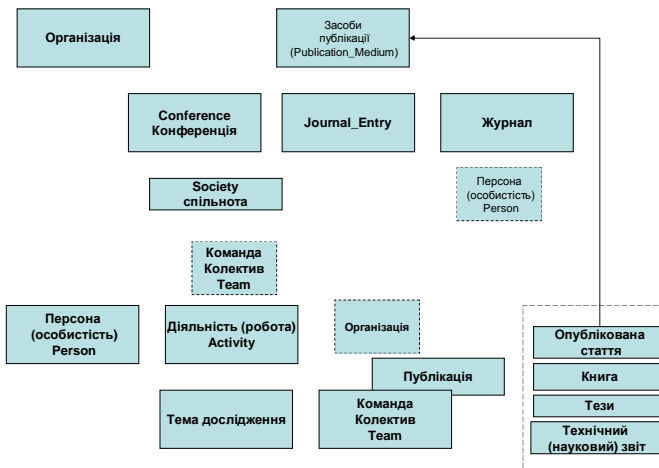 Організація
Засоби
публікації
(Publication_Medium)
Conference
Конференція
Journal_Entry
Журнал
Society
спільнота
Персона
(особистість)
Person
Команда
Колектив
Team
Персона
(особистість)
Person
Діяльність (робота)
Activity
Організація
Опублікована
стаття
Публікація
Книга
Тема дослідження
Команда
Колектив
Team
Тези
Технічний
(науковий) звіт